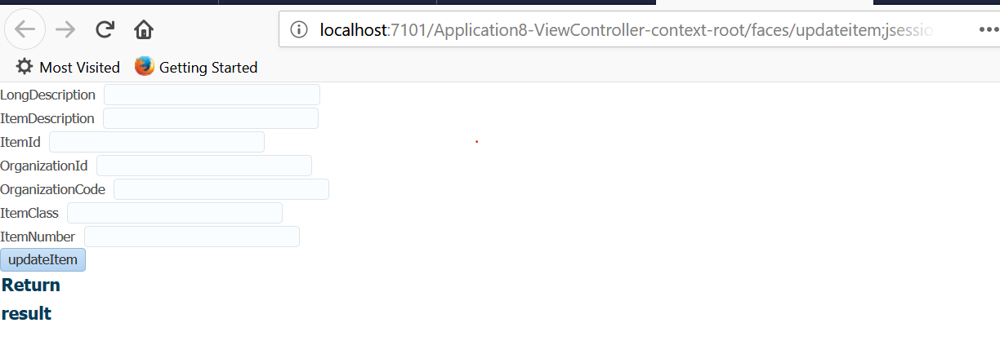 localhost:7101/Application8-ViewController-context-root/faces/updateitem;jsessio
Most Visited Getting Started
LongDescription
ItemDescription
ItemId
OrganizationId
OrganizationCode
ItemClass
ItemNumber
updateItem
Return
result